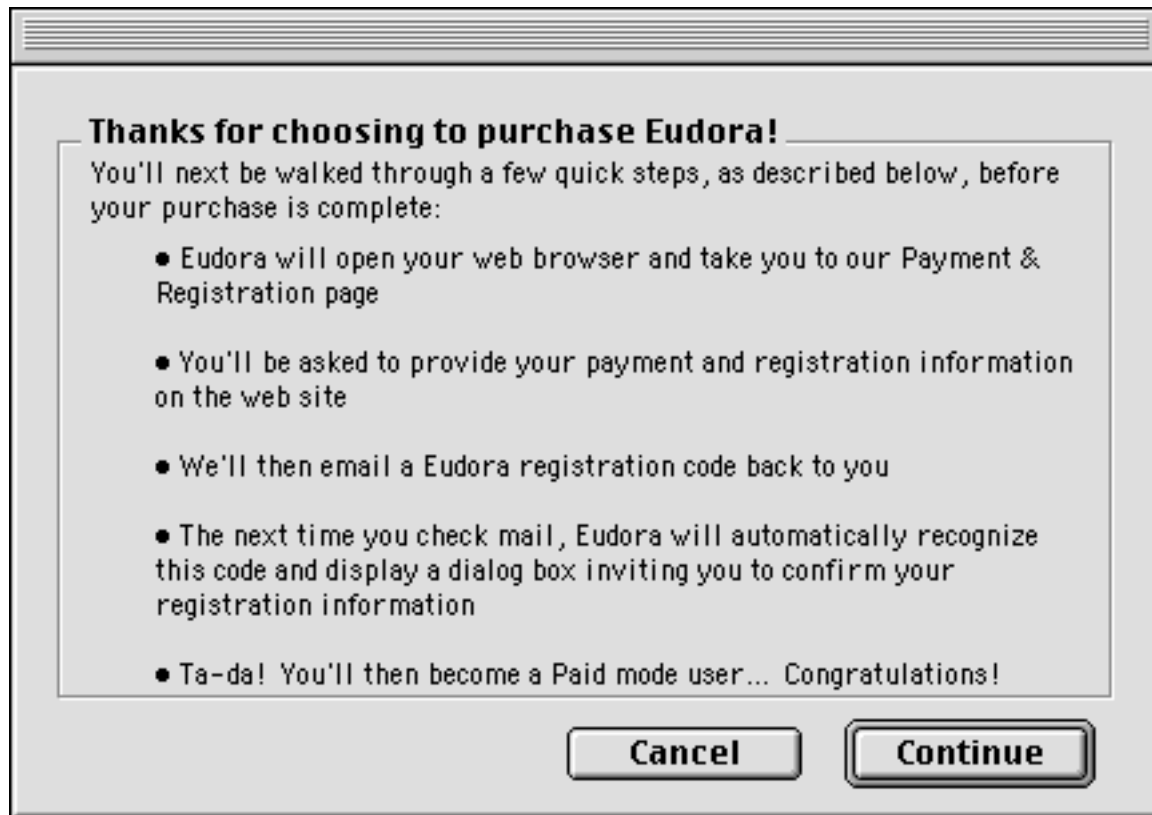 Thanks for choosing to purchase Eudora!
You'll next be walked through a few quick steps, as described below, before
your purchase is complete:
• Eudora will open your web browser and take you to our Payment &
Registration page
• You'll be asked to provide your payment and registration information
on the web site
• We'll then email a Eudora registration code back to you
• The next time you check mail, Eudora will automatically recognize
this code and display a dialog box inviting you to confirm your
registration information
• Ta-da! You'll then become a Paid mode user... Congratulations!
Cancel
Continue